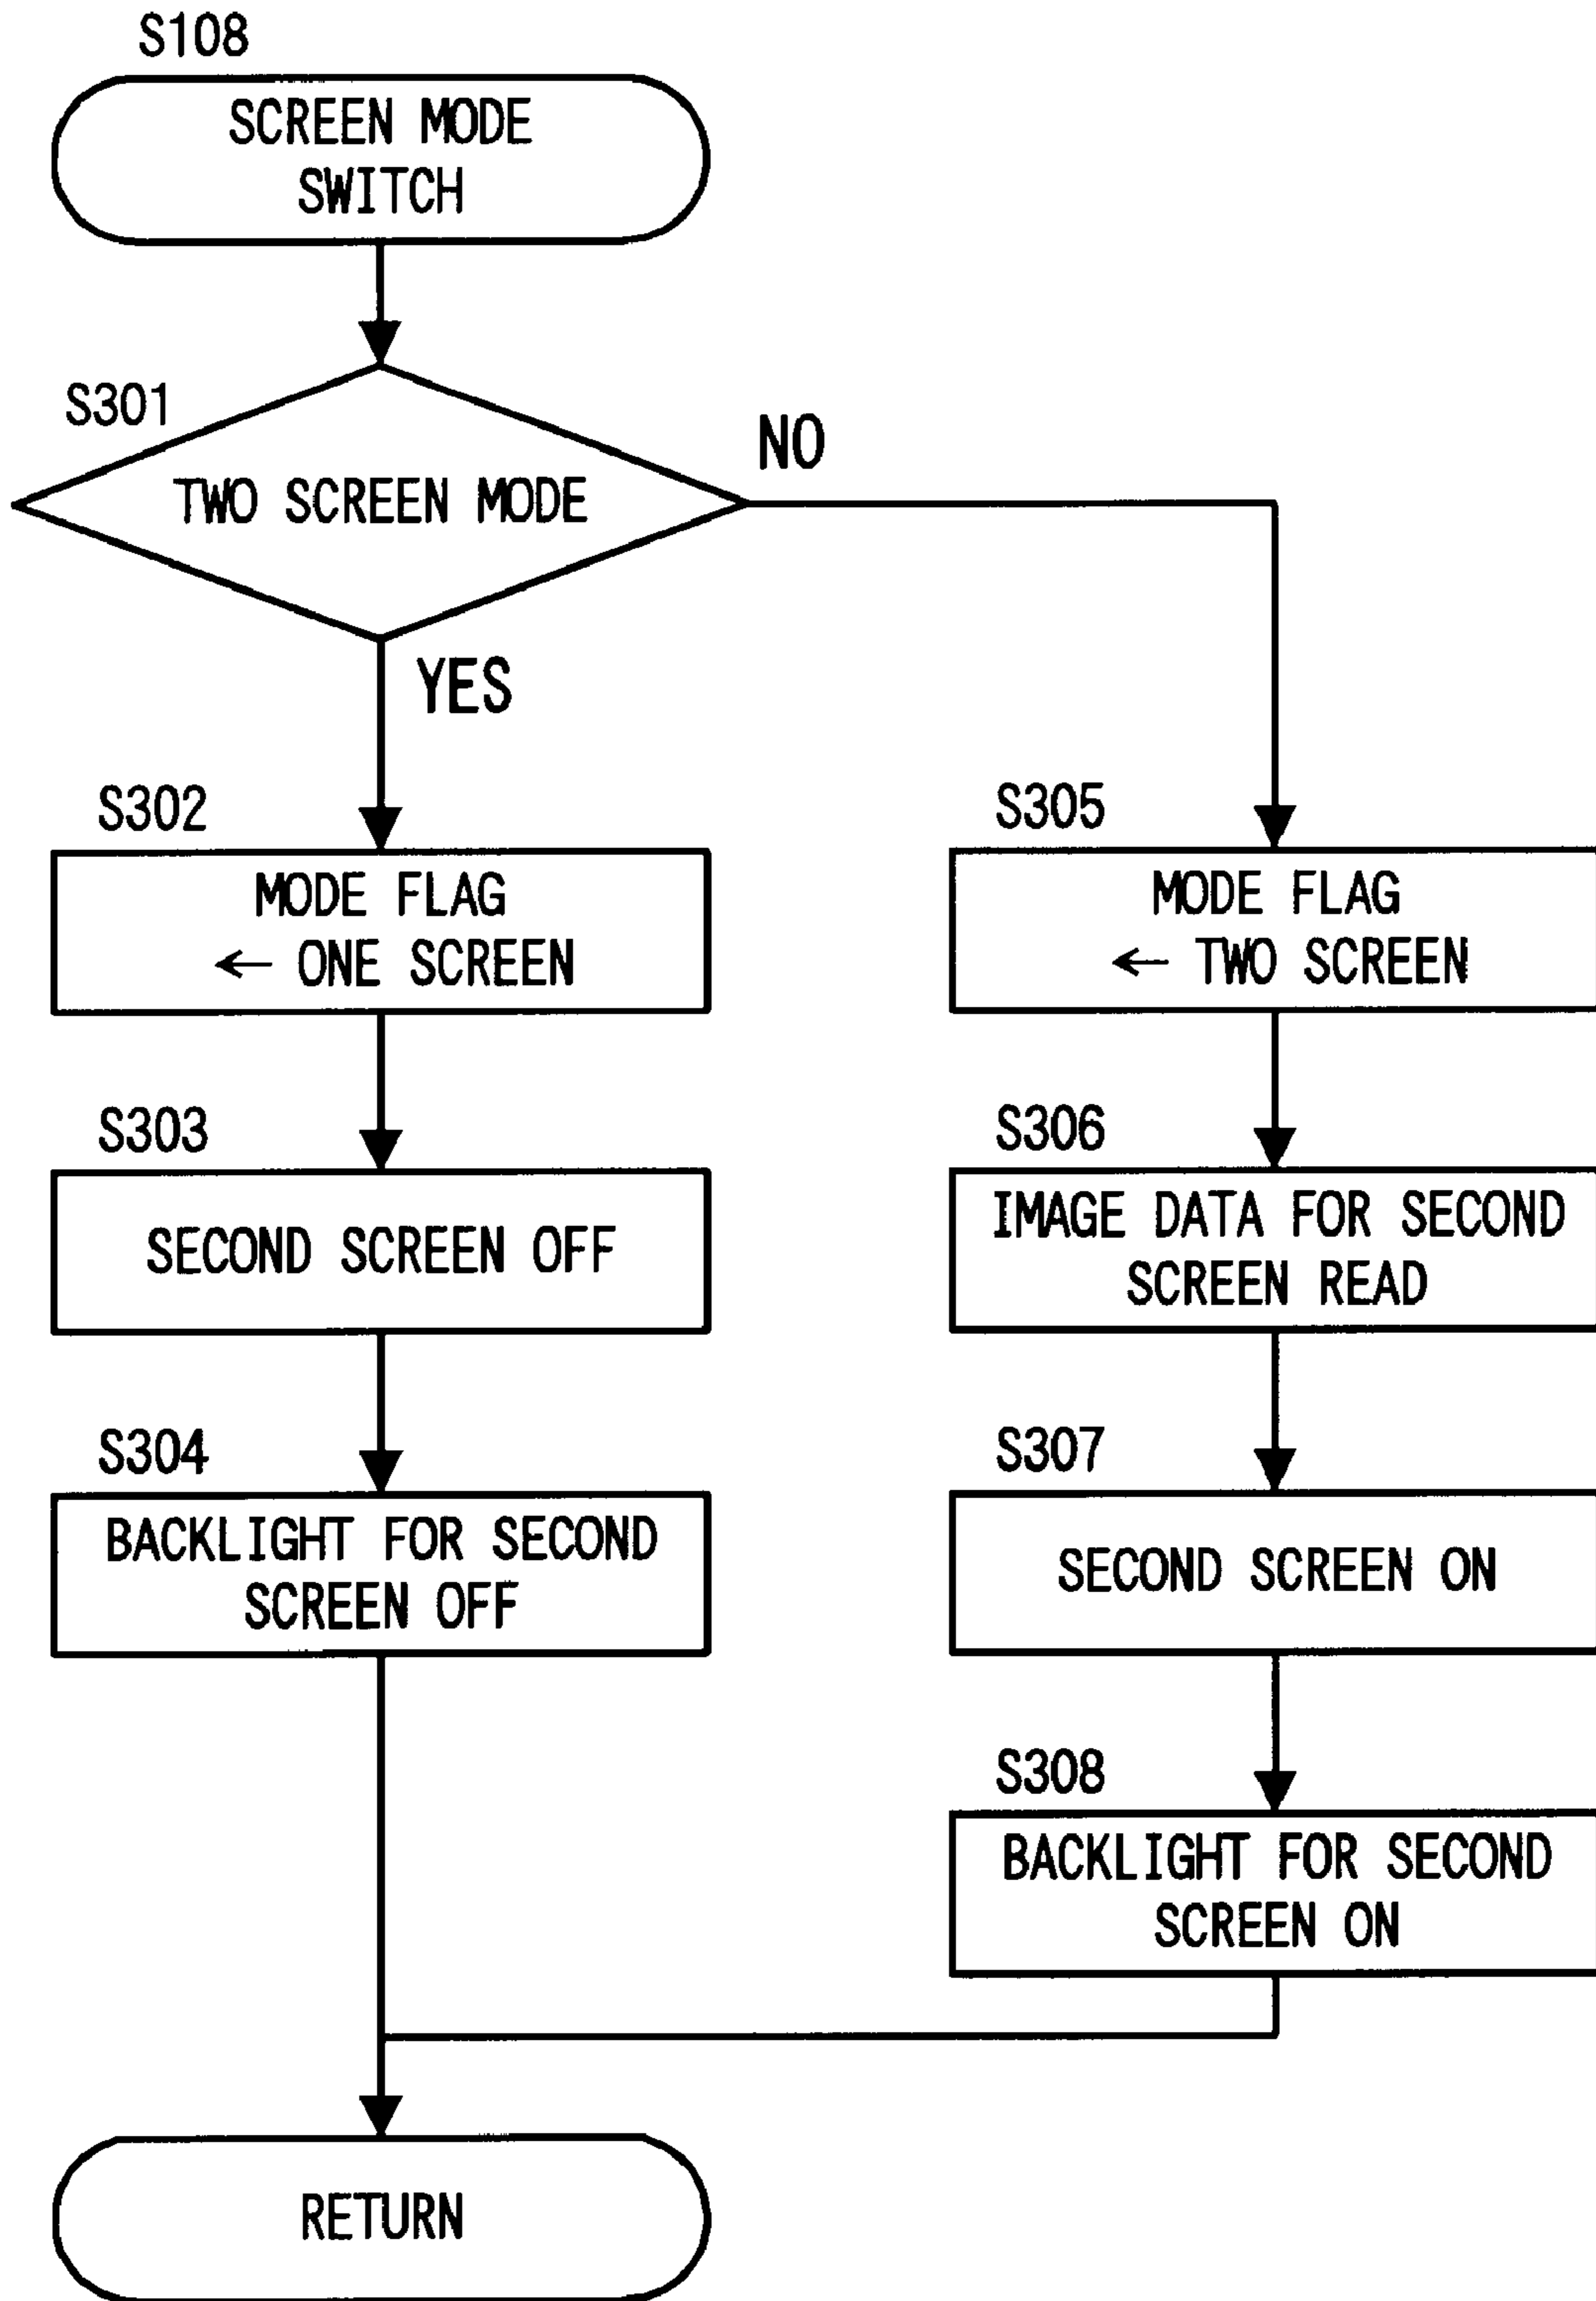 S108
SCREEN MODE
SWITCH
S301
TWO SCREEN MODE
NO
YES
S302
MODE FLAG
← ONE SCREEN
S303
SECOND SCREEN OFF
S304
BACKLIGHT FOR SECOND
SCREEN OFF
S305
MODE FLAG
← TWO SCREEN
S306
IMAGE DATA FOR SECOND
SCREEN READ
S307
SECOND SCREEN ON
S308
BACKLIGHT FOR SECOND
SCREEN ON
RETURN